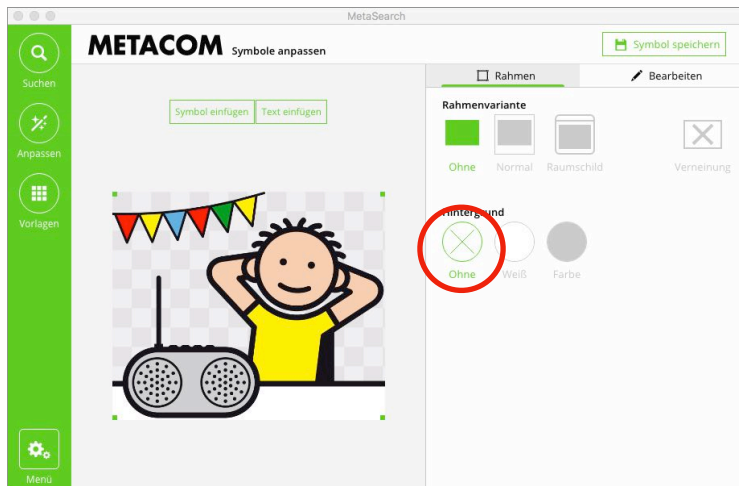 MetaSearch
METACOM Symbole anpassen
Symbol speichern
Suchen
Anpassen
Vorlagen
Menü
Symbol einfügen Text einfügen
Rahmen Bearbeiten
Rahmenvariante
Ohne Normal Raumschild Verneinung
Hintergrund
Ohne Weiß Farbe